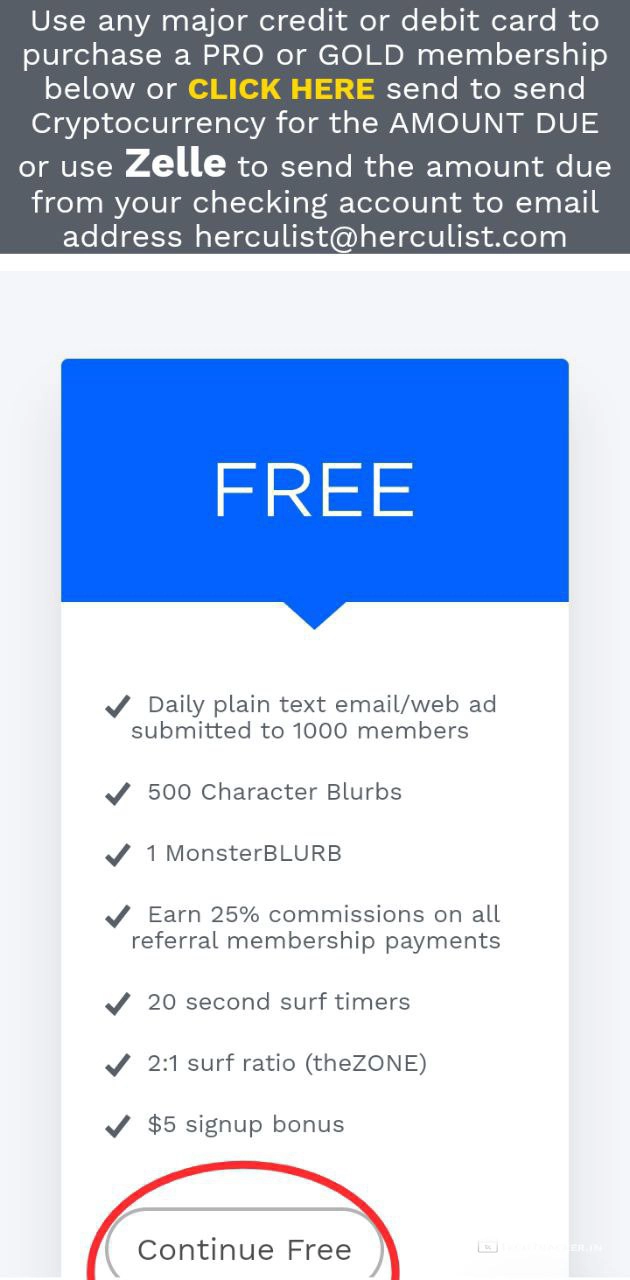 Use any major credit or debit card to
purchase a PRO or GOLD membership
below or CLICK HERE send to send
Cryptocurrency for the AMOUNT DUE
or use Zelle to send the amount due
from your checking account to email
address herculist@herculist.com
FREE
Daily plain text email/web ad
submitted to 1000 members
500 Character Blurbs
1 MonsterBLURB
Earn 25% commissions on all
referral membership payments
20 second surf timers
2:1 surf ratio (theZONE)
$5 signup bonus
Continue Free